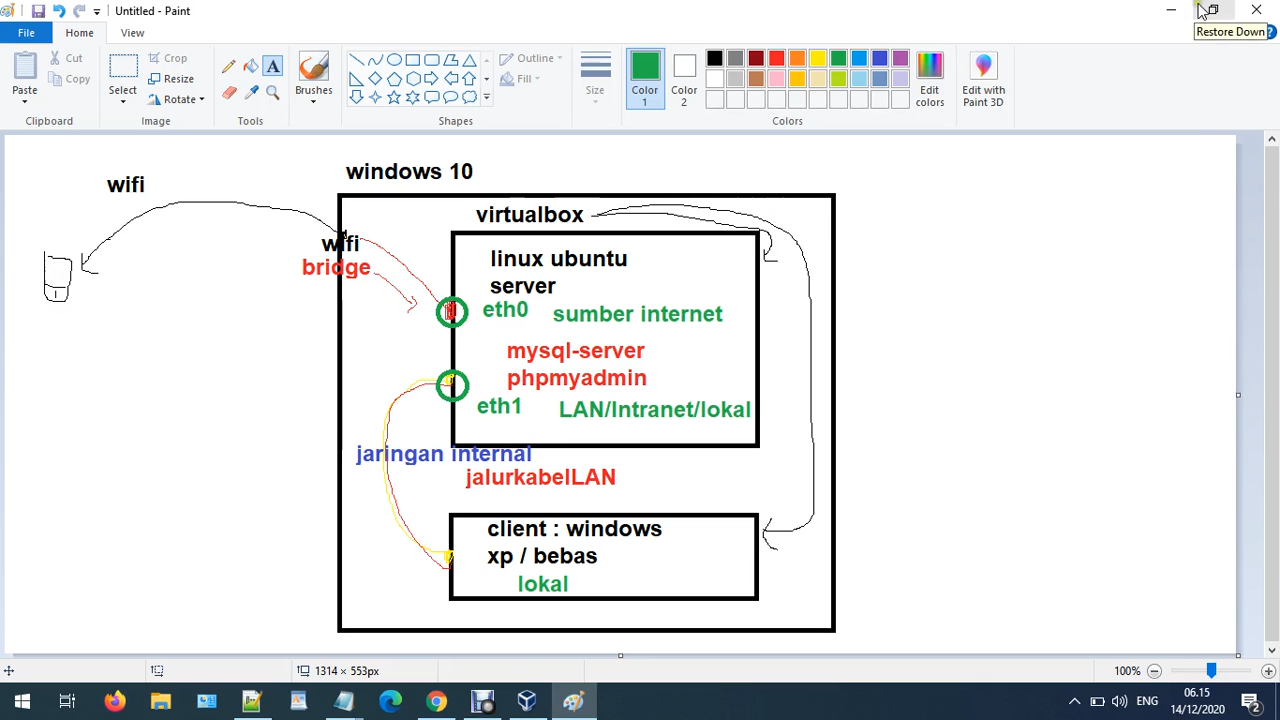 Untitled - Paint
Restore Down
File
Home
View
Paste
Cut
Copy
Clipboard
Select
Crop
Resize
Rotate
Image
A
Tools
Brushes
Outline
Fill
Shapes
Size
Color 1
Color 2
Edit colors
Edit with Paint 3D
Colors
windows 10
wifi
virtualbox
wifi
bridge
linux ubuntu
server
eth0
sumber internet
mysql-server
phpmyadmin
eth1
LAN/Intranet/lokal
jaringan internal
jalurkabelLAN
client : windows
xp / bebas
lokal
1314 × 553px
100%
ENG
06.15
14/12/2020
2